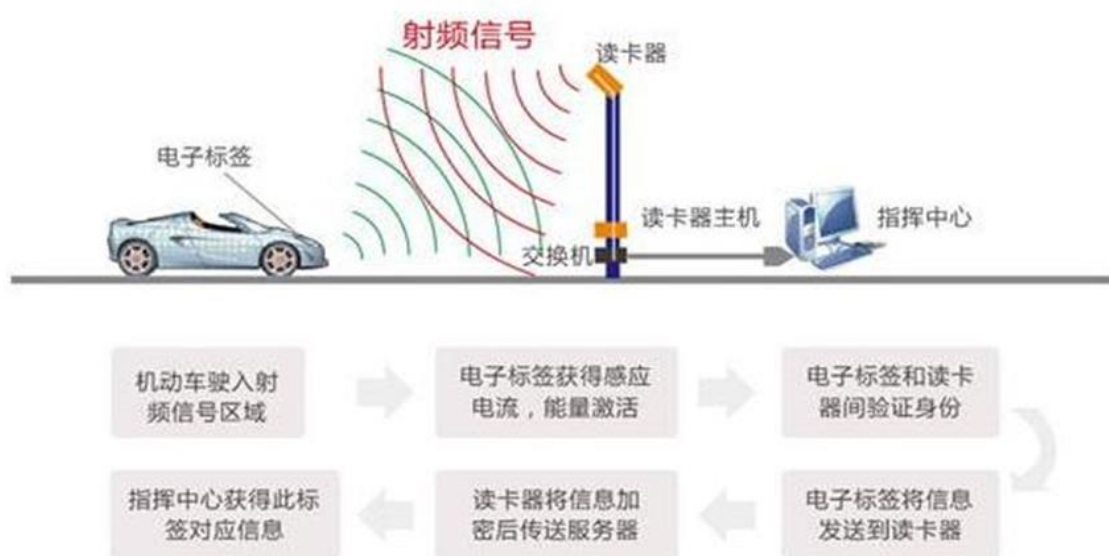 射频信号
读卡器
电子标签
读卡器主机
指挥中心
交换机
机动车驶入射
频信号区域
电子标签获得感应
电流，能量激活
电子标签和读卡
器间验证身份
电子标签将信息
发送到读卡器
读卡器将信息加
密后传送服务器
指挥中心获得此标
签对应信息